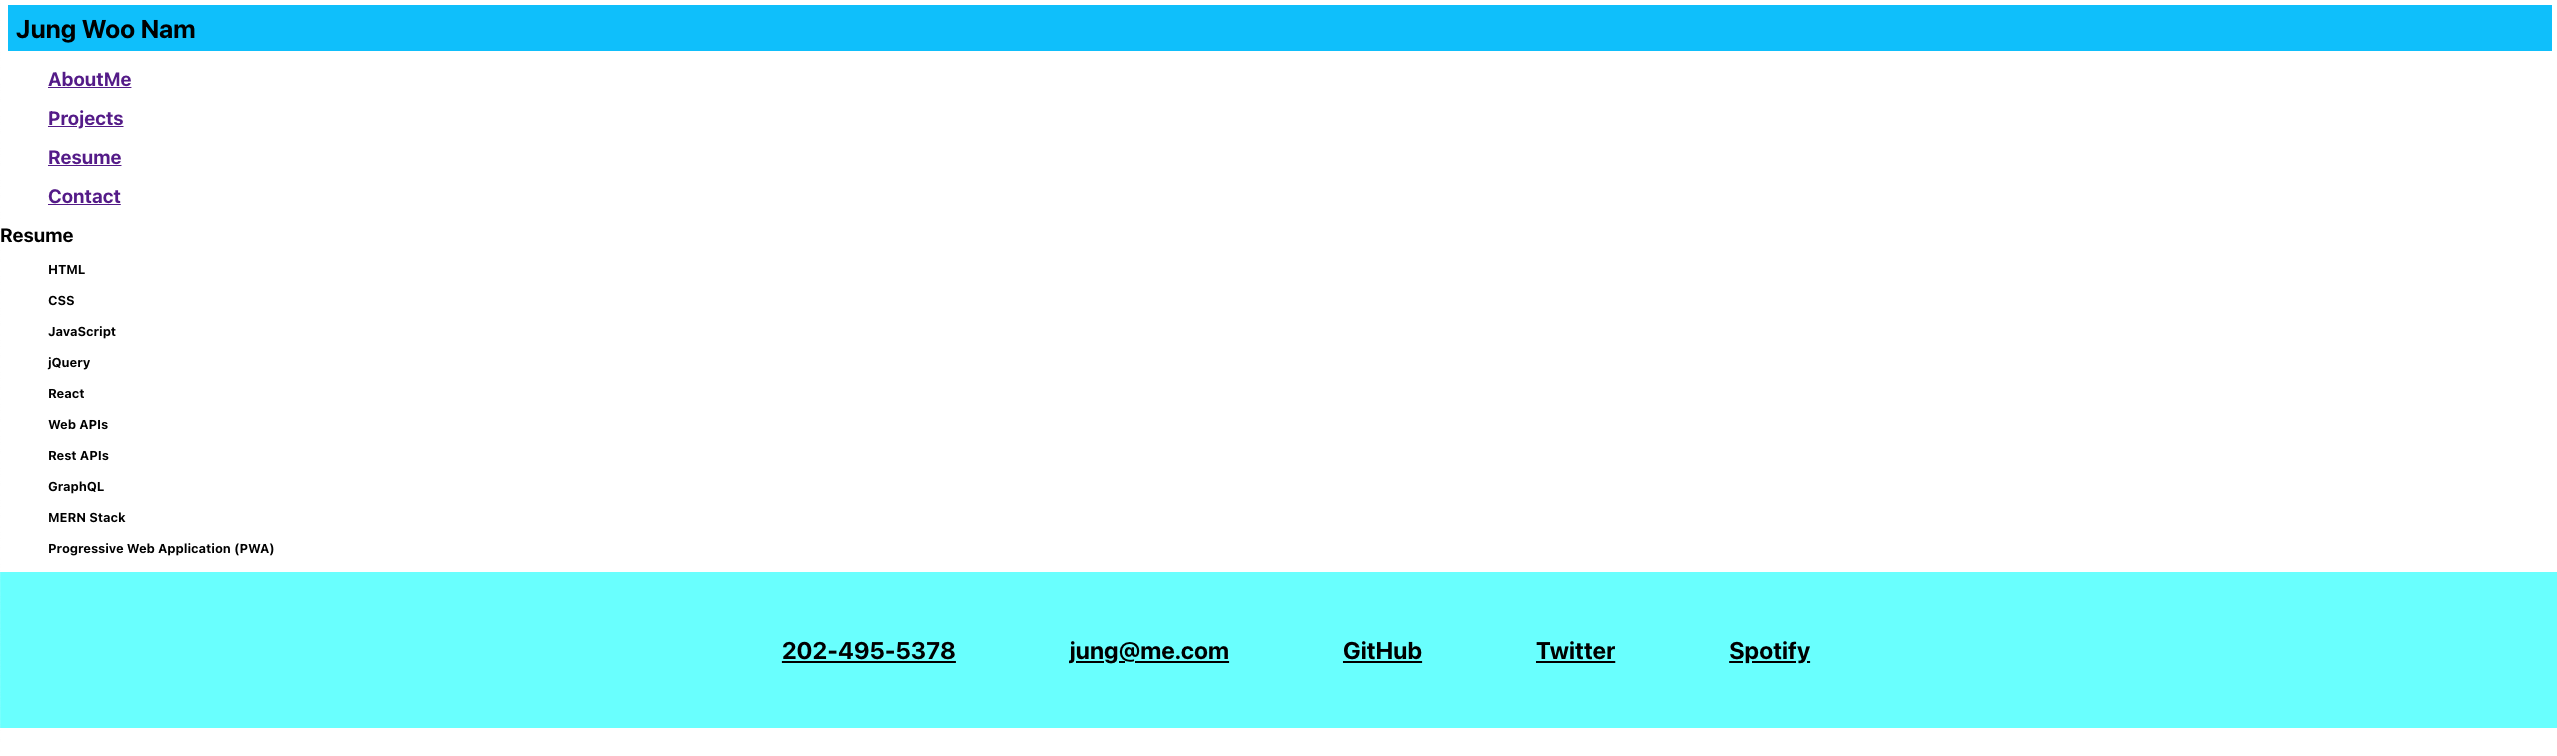 Jung Woo Nam
AboutMe
Projects
Resume
Contact
Resume
HTML
CSS
JavaScript
jQuery
React
Web APIs
Rest APIs
GraphQL
MERN Stack
Progressive Web Application (PWA)
202-495-5378 jung@me.com GitHub Twitter Spotify